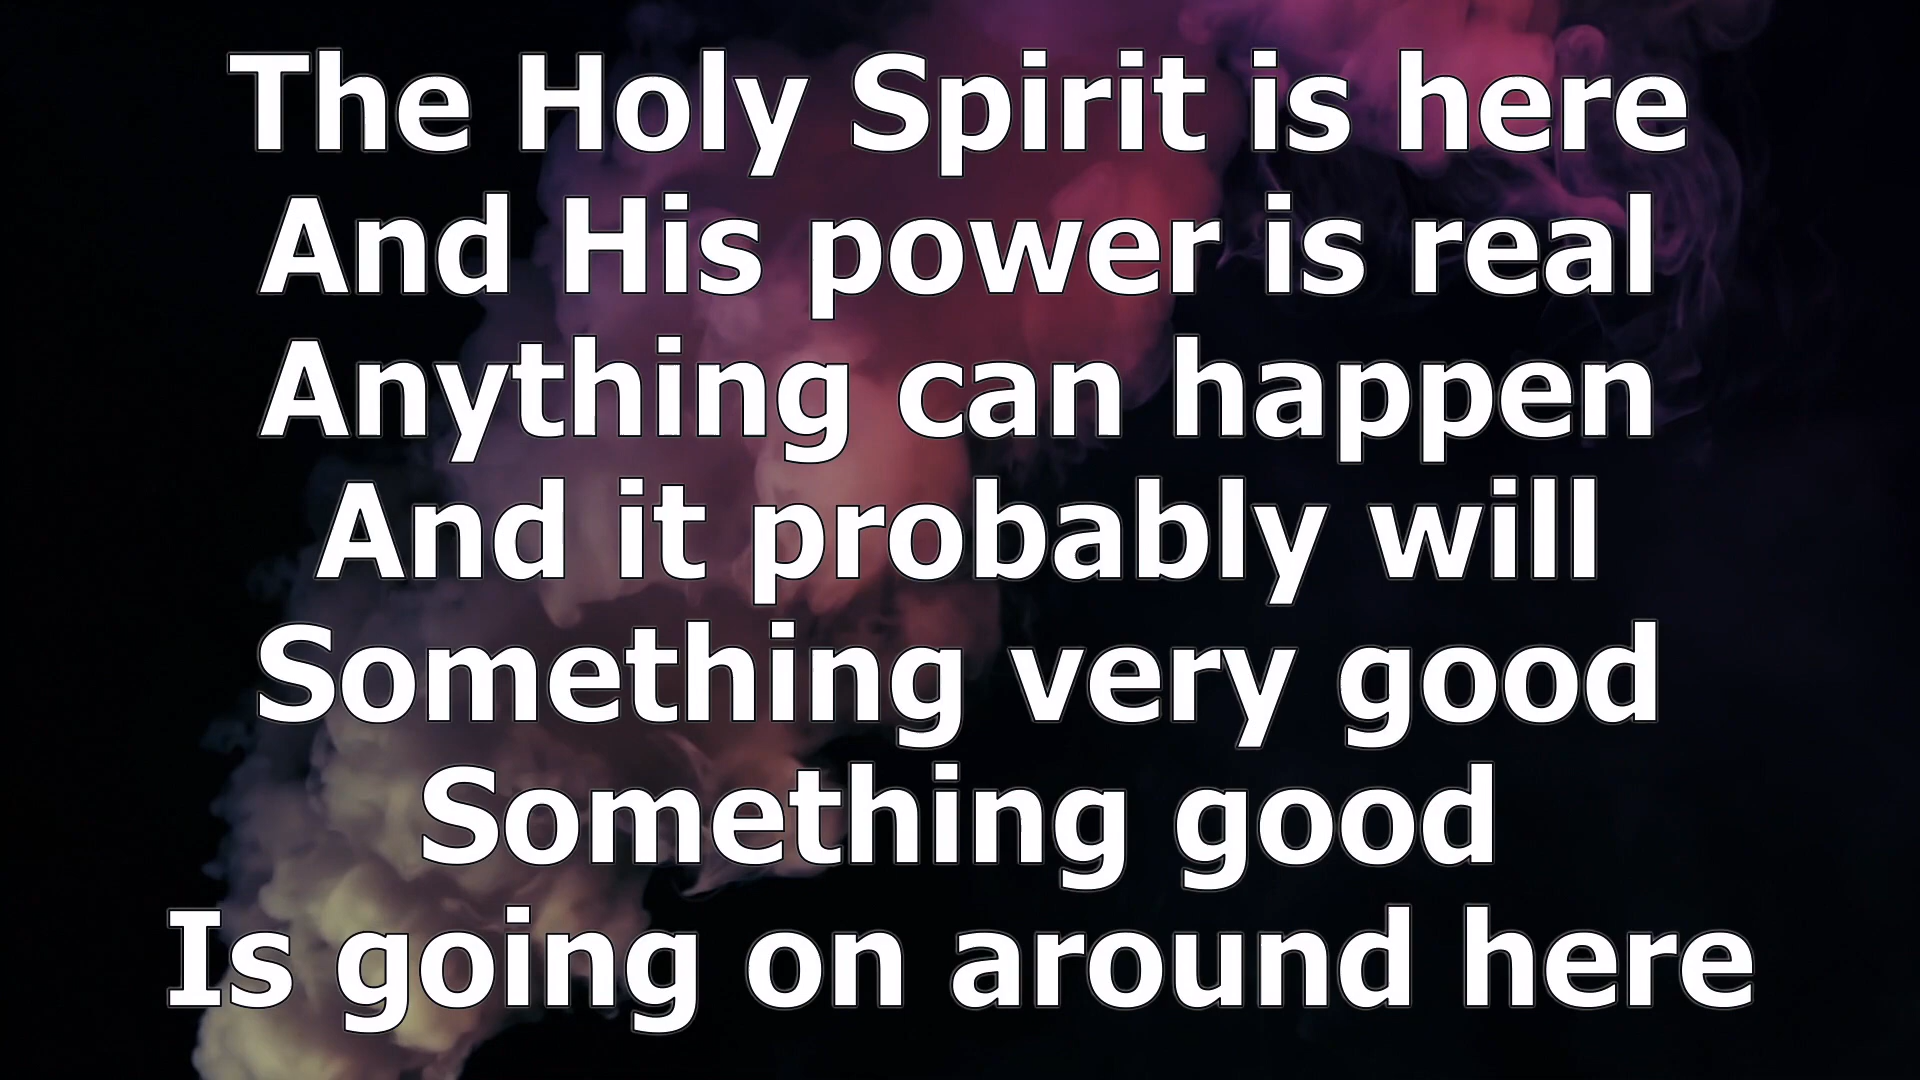 The Holy Spirit is here
And His power is real
Anything can happen
And it probably will
Something very good
Something good
Is going on around here